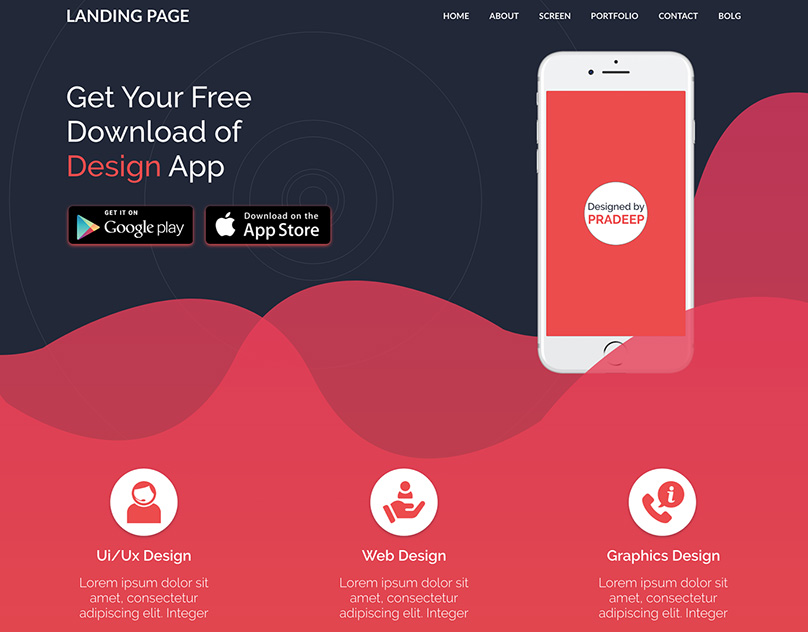 LANDING PAGE
HOME ABOUT SCREEN PORTFOLIO CONTACT BOLG
Get Your Free
Download of
Design App
GET IT ON
Google play
Download on the
App Store
Designed by
PRADEEP
i
Ui/Ux Design
Lorem ipsum dolor sit
amet, consectetur
adipiscing elit. Integer
Web Design
Lorem ipsum dolor sit
amet, consectetur
adipiscing elit. Integer
Graphics Design
Lorem ipsum dolor sit
amet, consectetur
adipiscing elit. Integer